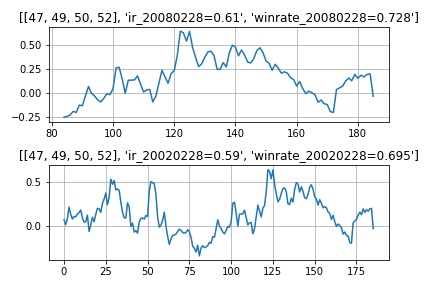 [[47, 49, 50, 52], 'ir_20080228=0.61', 'winrate_20080228=0.728']
0.50
0.25
0.00
−0.25
80 100 120 140 160 180
[[47, 49, 50, 52], 'ir_20020228=0.59', 'winrate_20020228=0.695']
0.5
0.0
0 25 50 75 100 125 150 175